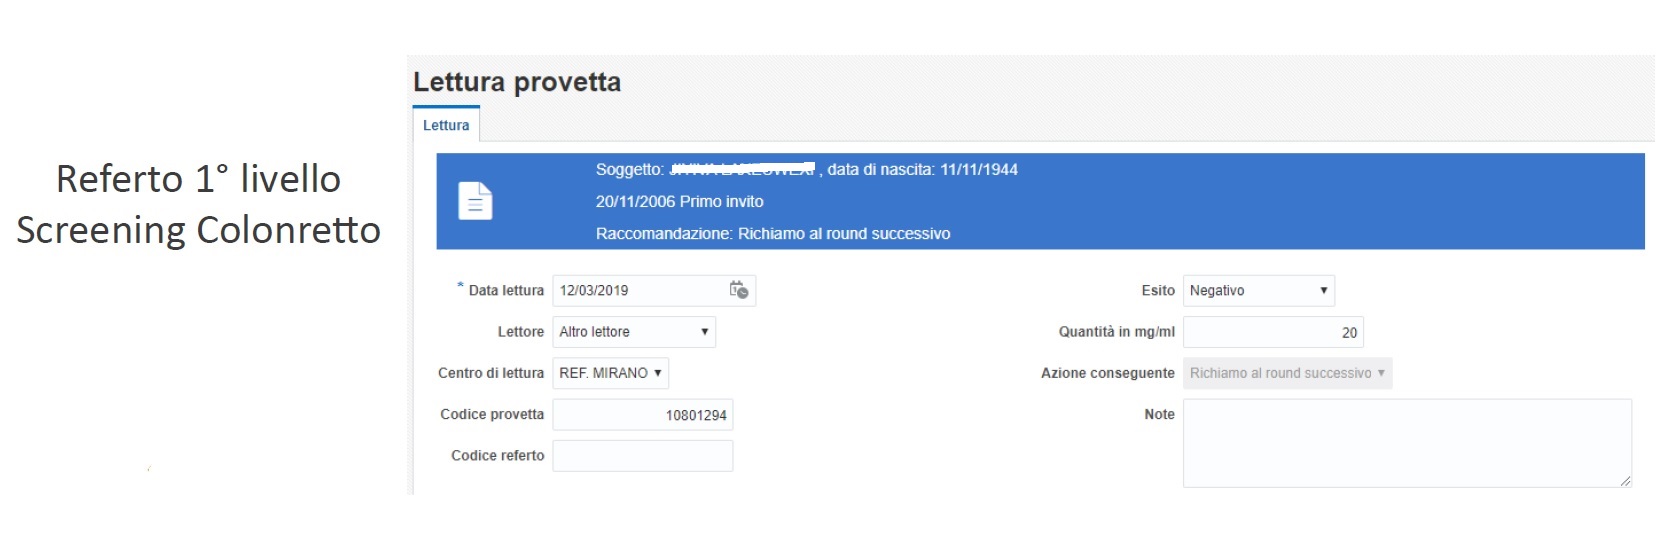 Referto 1° livello
Screening Colonretto
Lettura provetta
Lettura
Soggetto: , data di nascita: 11/11/1944
20/11/2006 Primo invito
Raccomandazione: Richiamo al round successivo
* Data lettura 12/03/2019
Esito Negativo
Lettore Altro lettore
Quantità in mg/ml 20
Centro di lettura REF. MIRANO
Azione conseguente Richiamo al round successivo
Codice provetta 10801294
Note
Codice referto